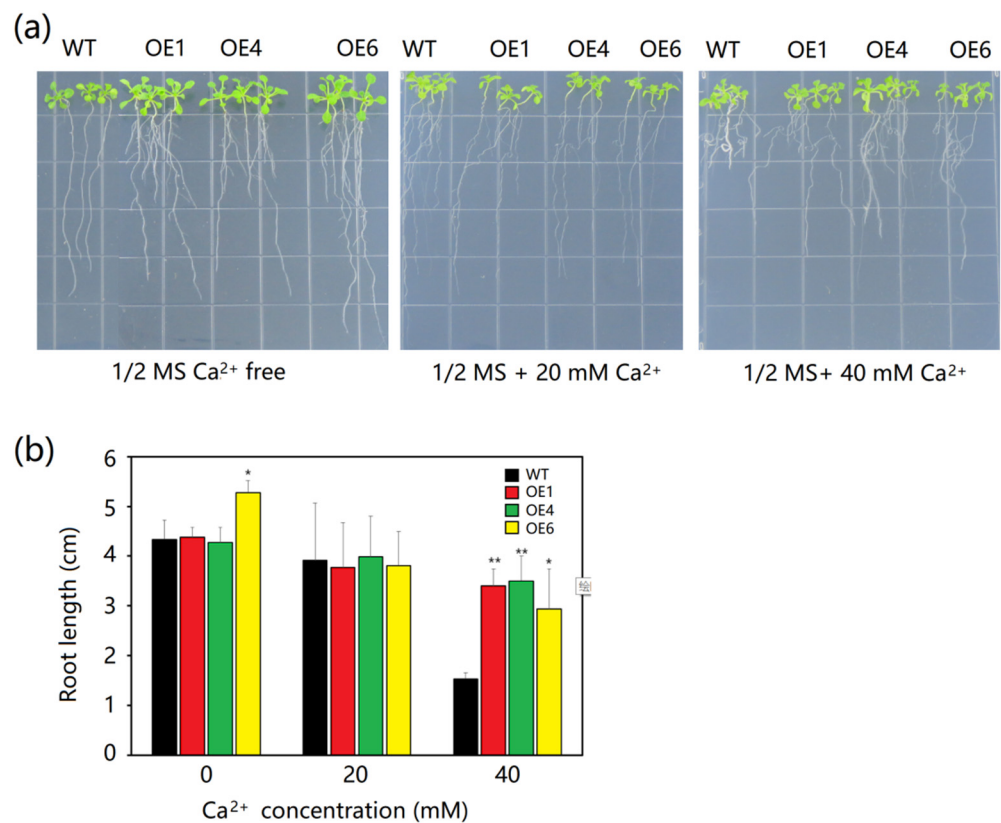 (a)
WT OE1 OE4 OE6 WT OE1 OE4 OE6 WT OE1 OE4 OE6
1/2 MS Ca²⁺ free 1/2 MS + 20 mM Ca²⁺ 1/2 MS+ 40 mM Ca²⁺
(b)
Root length (cm)
6
5
4
3
2
1
0
* ** ** *
WT
OE1
OE4
OE6
绘
0 20 40
Ca²⁺ concentration (mM)